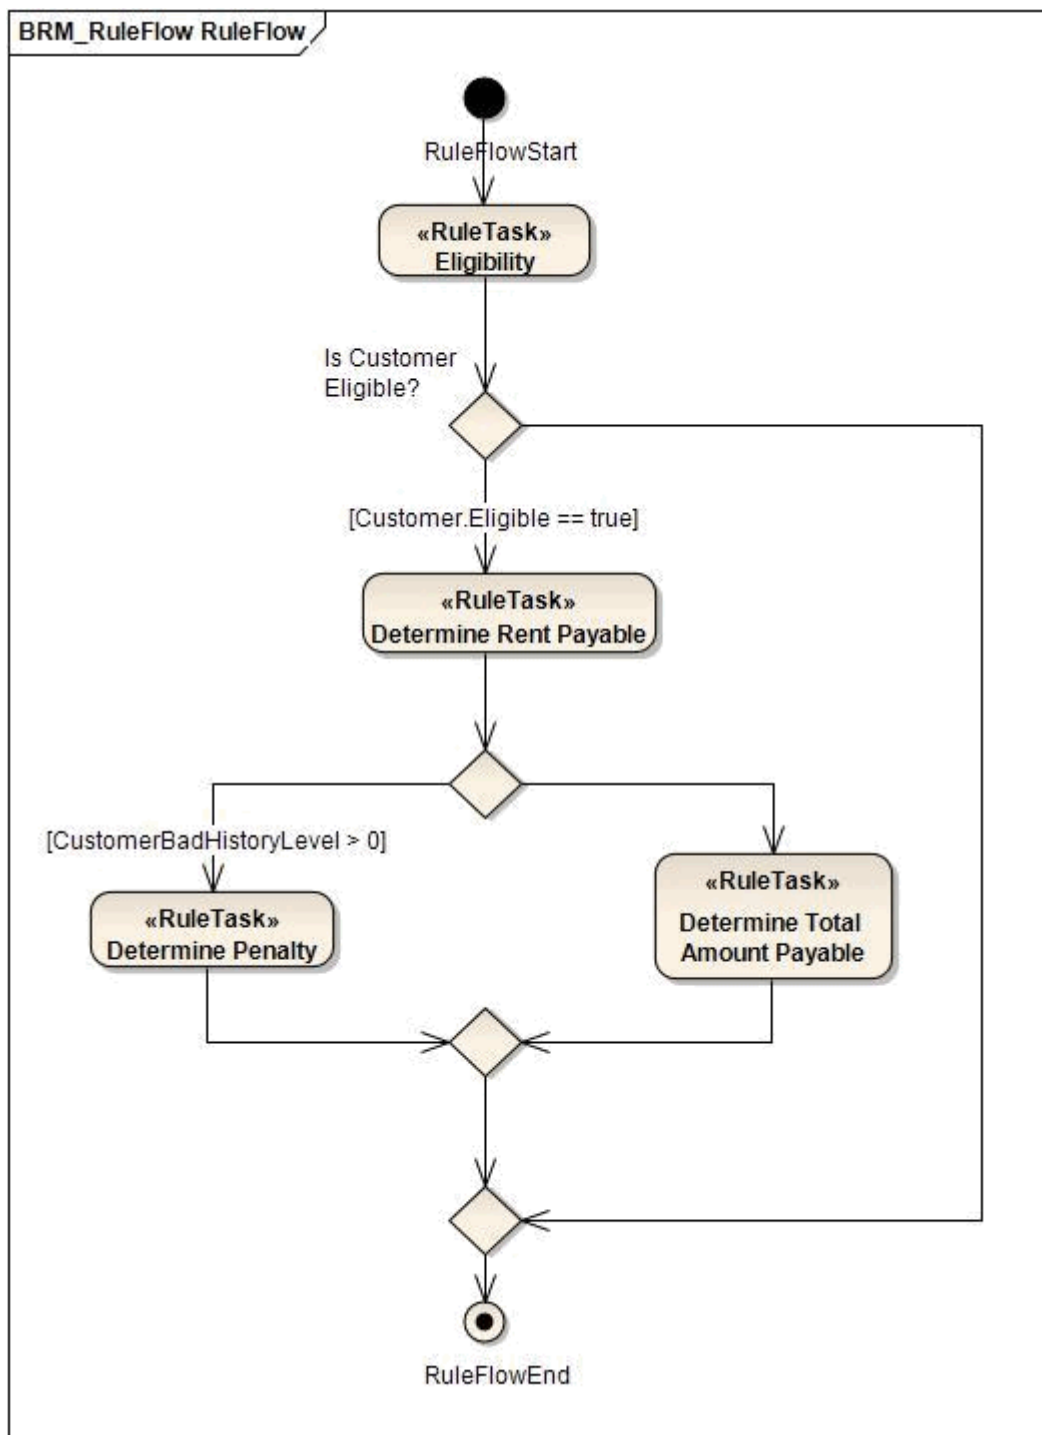 BRM_RuleFlow RuleFlow
RuleFlowStart
«RuleTask»
Eligibility
Is Customer
Eligible?
[Customer.Eligible == true]
«RuleTask»
Determine Rent Payable
[CustomerBadHistoryLevel > 0]
«RuleTask»
Determine Penalty
«RuleTask»
Determine Total
Amount Payable
RuleFlowEnd